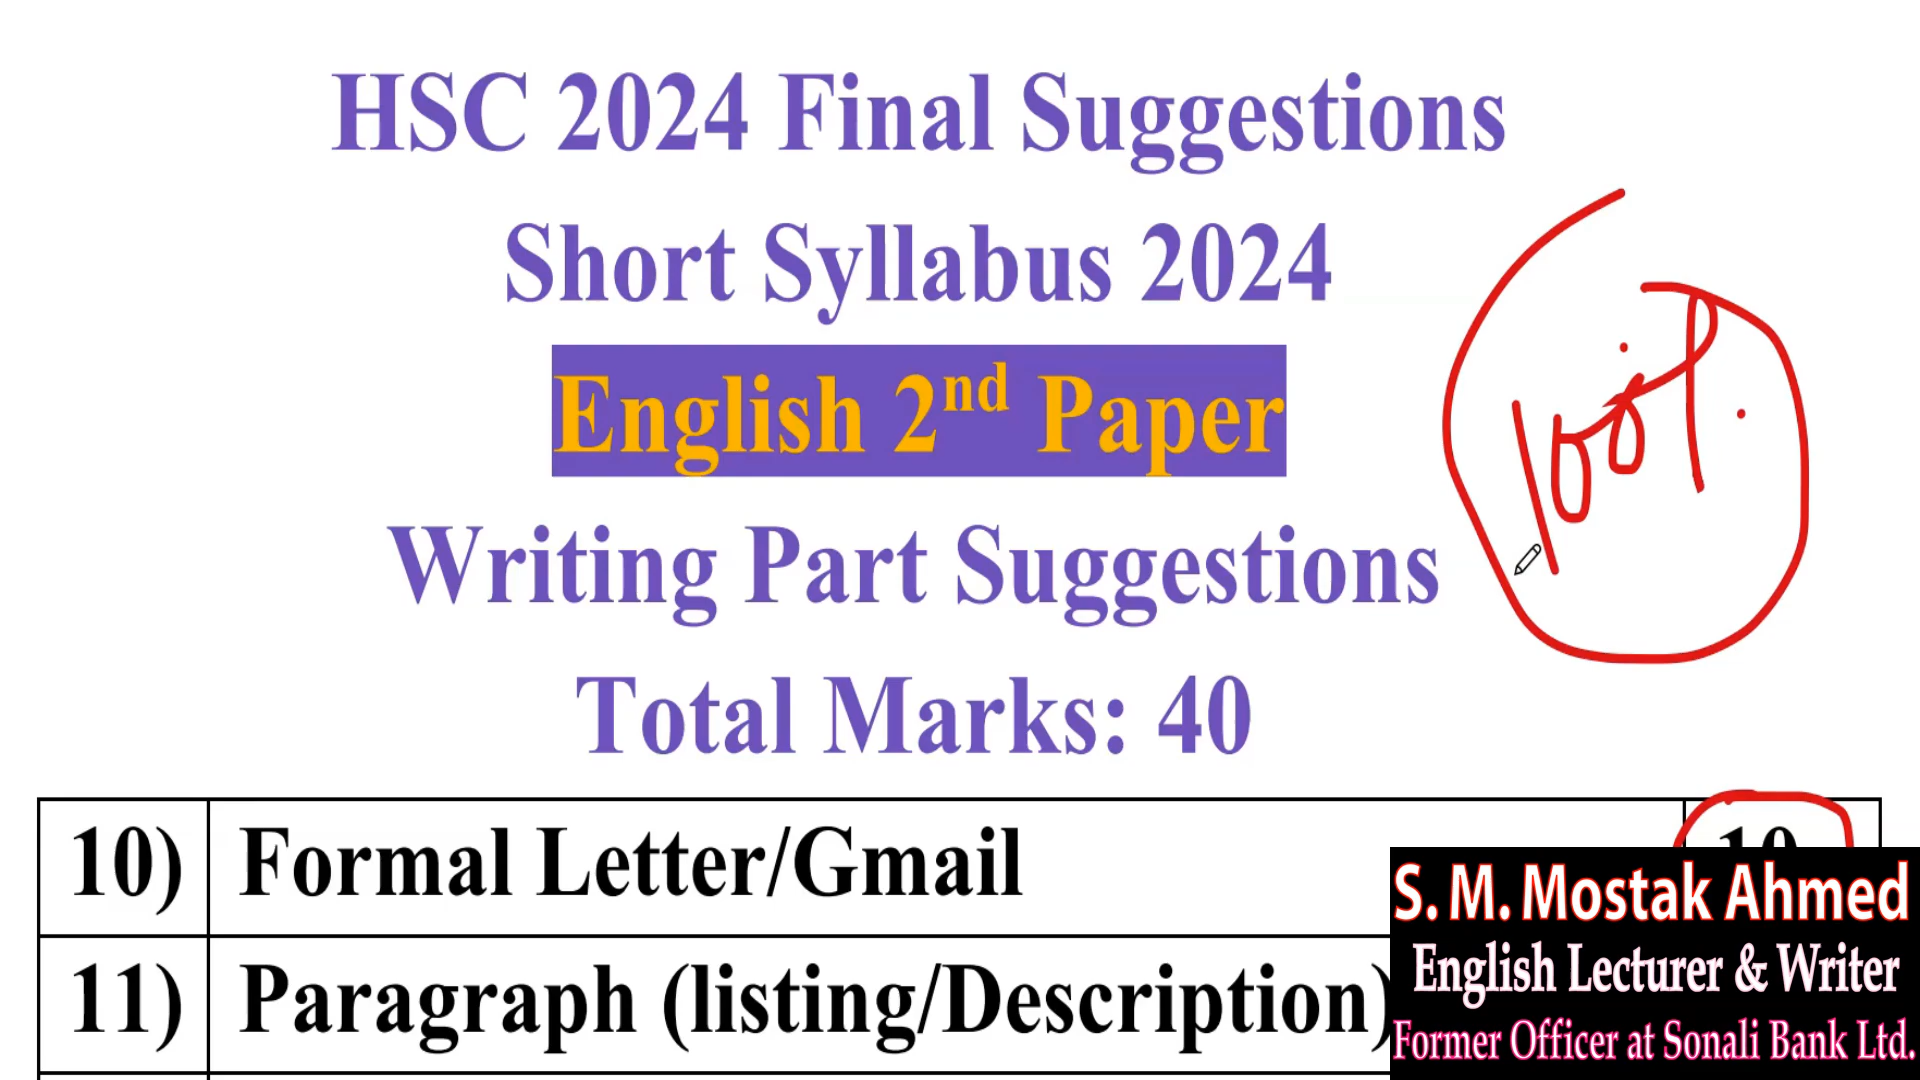 HSC 2024 Final Suggestions
Short Syllabus 2024
English 2nd Paper
Writing Part Suggestions
Total Marks: 40
10) Formal Letter/Gmail 10
11) Paragraph (listing/Description)
S. M. Mostak Ahmed
English Lecturer & Writer
Former Officer at Sonali Bank Ltd.